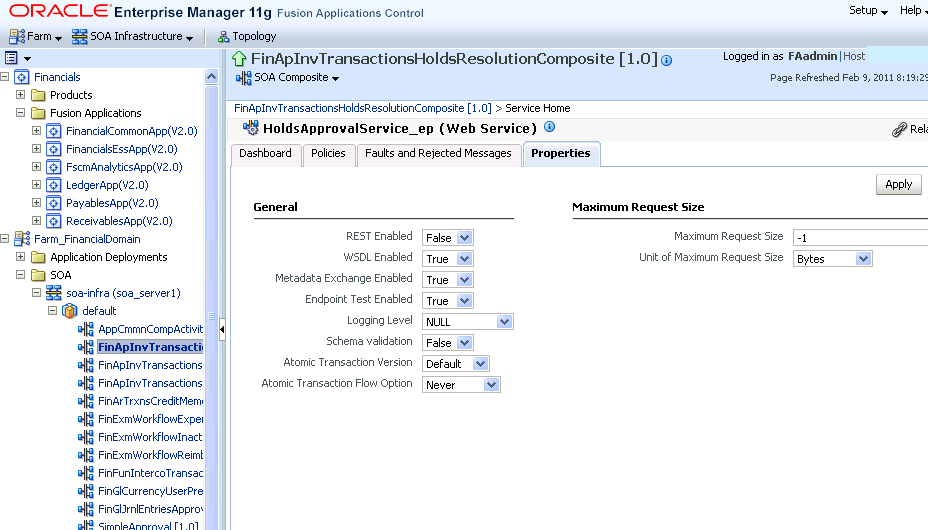 ORACLE Enterprise Manager 11g Fusion Applications Control
Setup Help
Farm SOA Infrastructure Topology
Financials
Products
Fusion Applications
FinancialCommonApp(V2.0)
FinancialsEssApp(V2.0)
FscmAnalyticsApp(V2.0)
LedgerApp(V2.0)
PayablesApp(V2.0)
ReceivablesApp(V2.0)
Farm_FinancialDomain
Application Deployments
SOA
soa-infra (soa_server1)
default
AppCmmnCompActivit
FinApInvTransactio
FinApInvTransactions
FinApInvTransactions
FinArTrxnsCreditMem
FinExmWorkflowExper
FinExmWorkflowInact
FinExmWorkflowReimb
FinFunIntercoTransac
FinGlCurrencyUserPre
FinGlJrnlEntriesApprov
SimpleApproval [1.0]
FinApInvTransactionsHoldsResolutionComposite [1.0]
Logged in as FAadmin|Host
SOA Composite
Page Refreshed Feb 9, 2011 8:19:29
FinApInvTransactionsHoldsResolutionComposite [1.0] > Service Home
HoldsApprovalService_ep (Web Service)
Rela
Dashboard Policies Faults and Rejected Messages Properties
Apply
General
REST Enabled False
WSDL Enabled True
Metadata Exchange Enabled True
Endpoint Test Enabled True
Logging Level NULL
Schema validation False
Atomic Transaction Version Default
Atomic Transaction Flow Option Never
Maximum Request Size
Maximum Request Size -1
Unit of Maximum Request Size Bytes